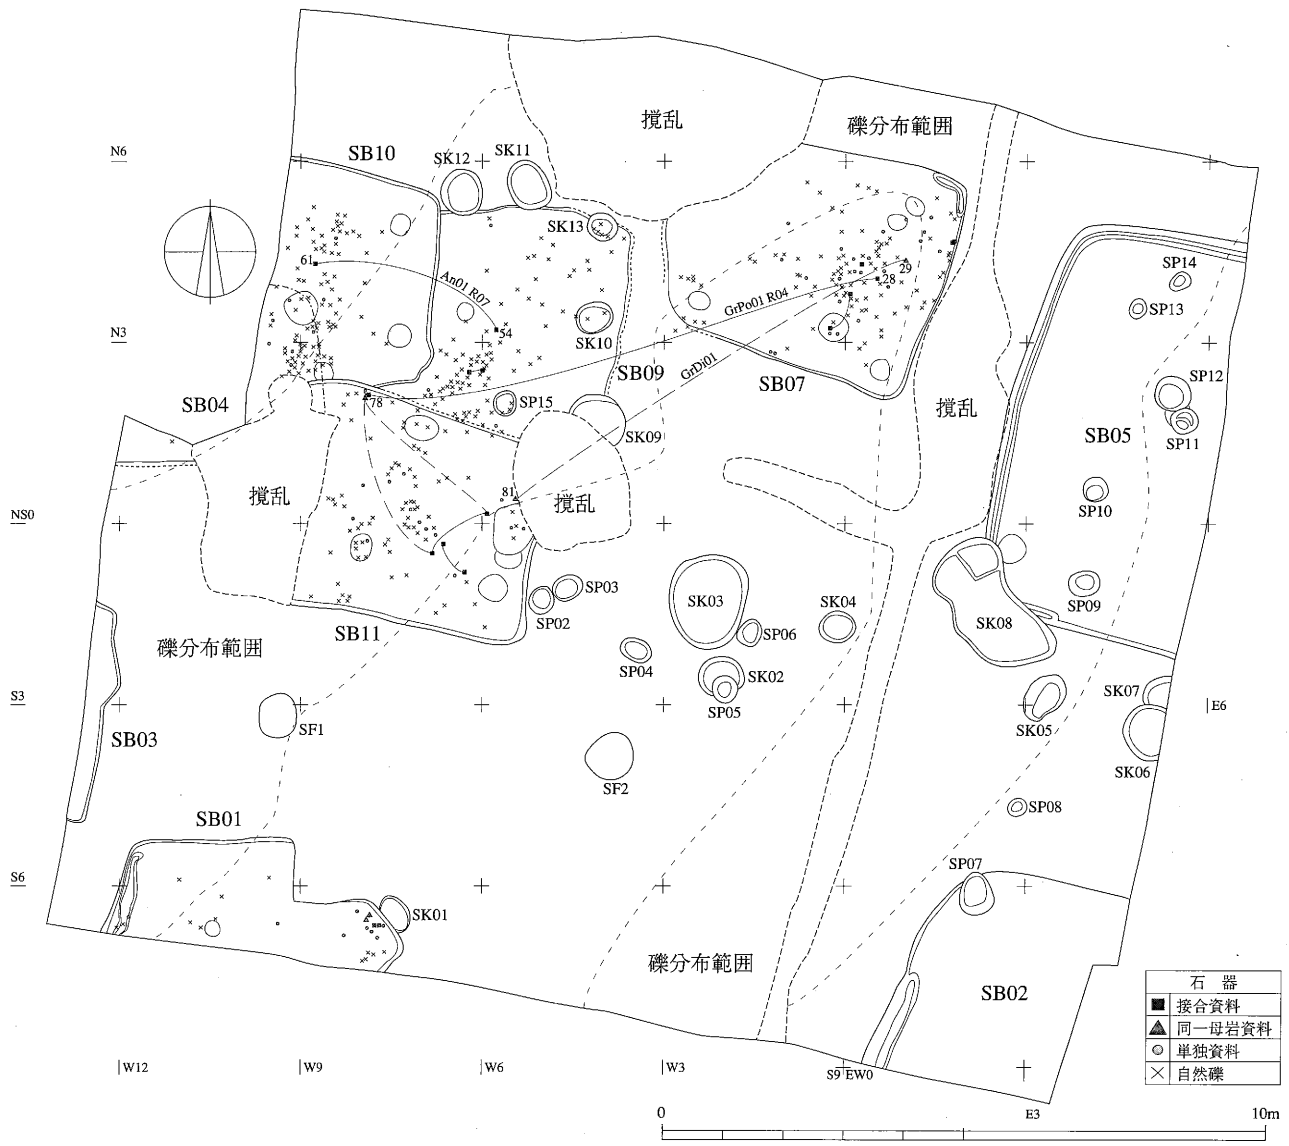 撹乱
礫分布範囲
N6
SB10
SK12
SK11
SK13
SP14
61
An01 R07
29
28
SP13
GrPo01 R04
N3
54
SK10
GrDi01
SB09
SB07
SP12
SB04
78
SP15
撹乱
SB05
SP11
SK09
撹乱
81
撹乱
SP10
NS0
SP03
SK03
SK04
SP09
SP02
SB11
SP06
SK08
礫分布範囲
SP04
SK02
SK07
S3
SP05
E6
SF1
SK05
SB03
SK06
SF2
SP08
SB01
SP07
S6
SK01
礫分布範囲
SB02
石器
接合資料
同一母岩資料
単独資料
自然礫
W12
W9
W6
W3
S9 EW0
E3
0
10m